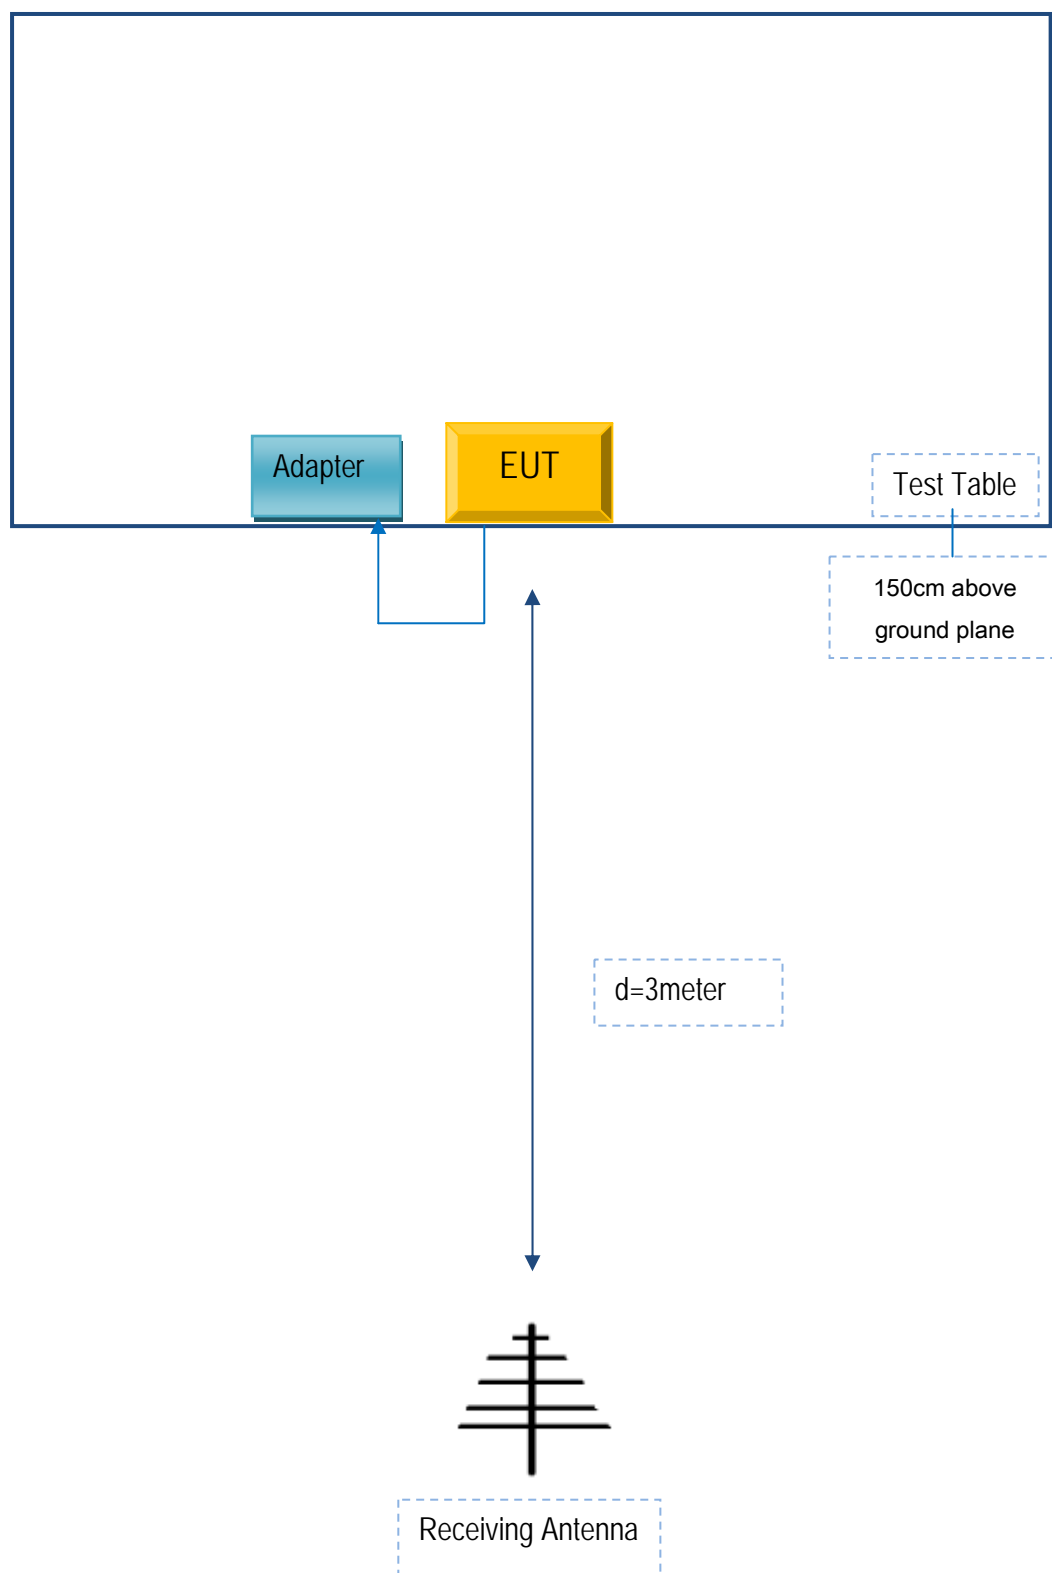 Adapter
EUT
Test Table
150cm above
ground plane
d=3meter
Receiving Antenna